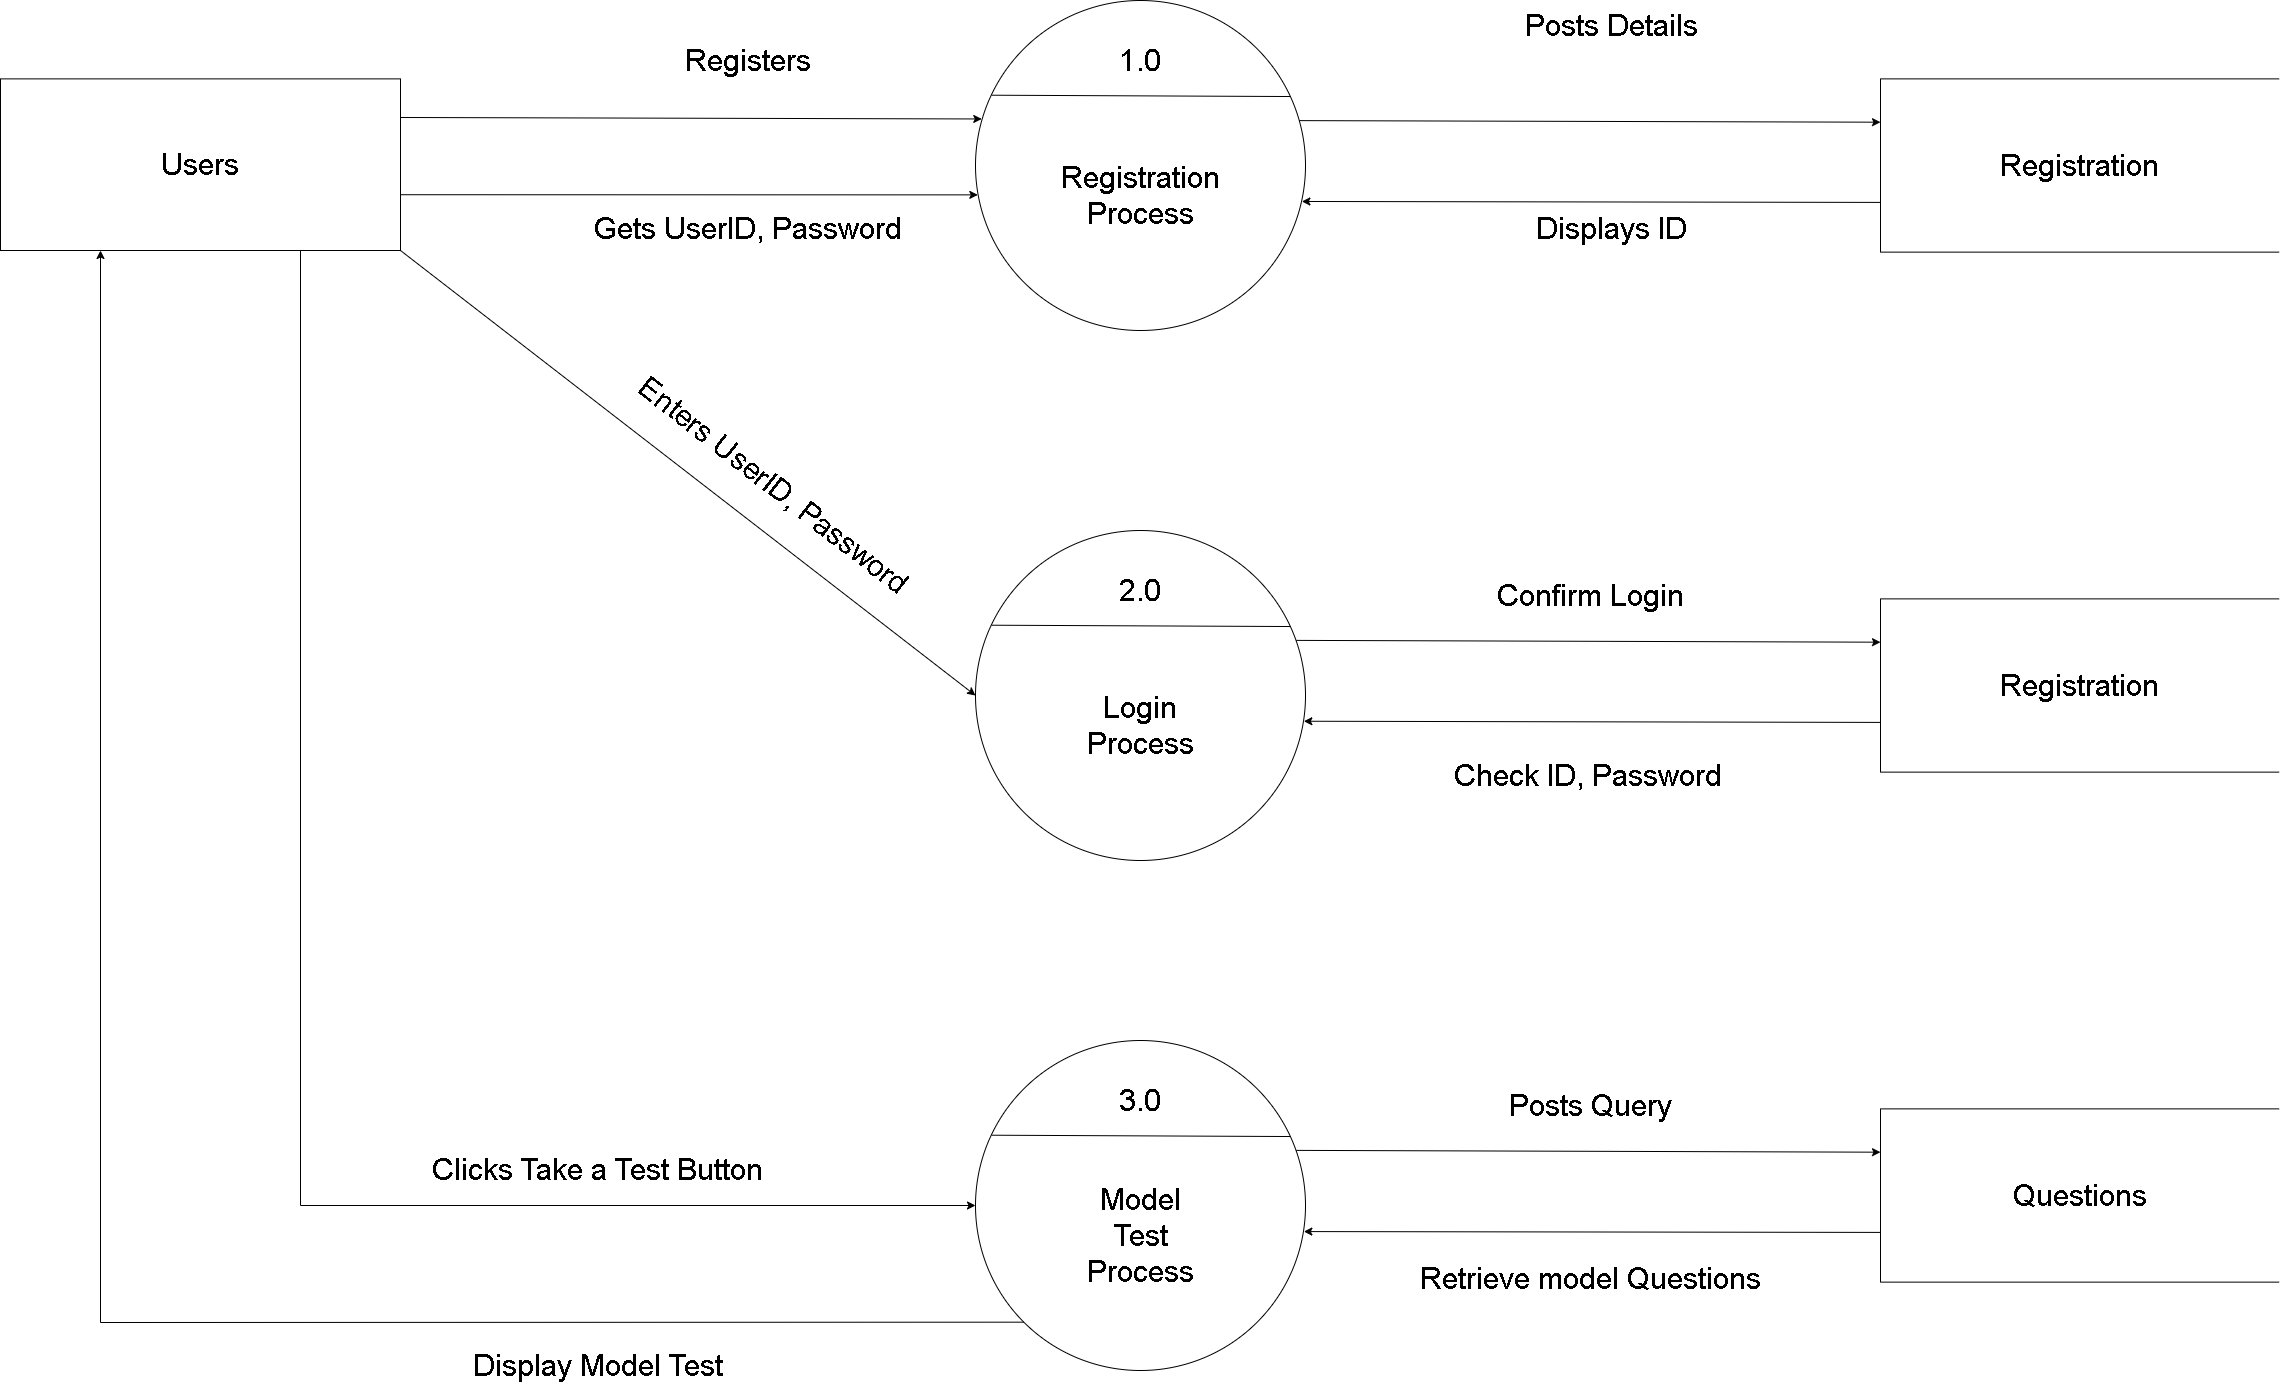 Registers
1.0
Posts Details
Users
Registration
Process
Registration
Gets UserID, Password
Displays ID
Enters UserID, Password
2.0
Confirm Login
Login
Process
Registration
Check ID, Password
3.0
Posts Query
Clicks Take a Test Button
Model
Test
Process
Questions
Retrieve model Questions
Display Model Test